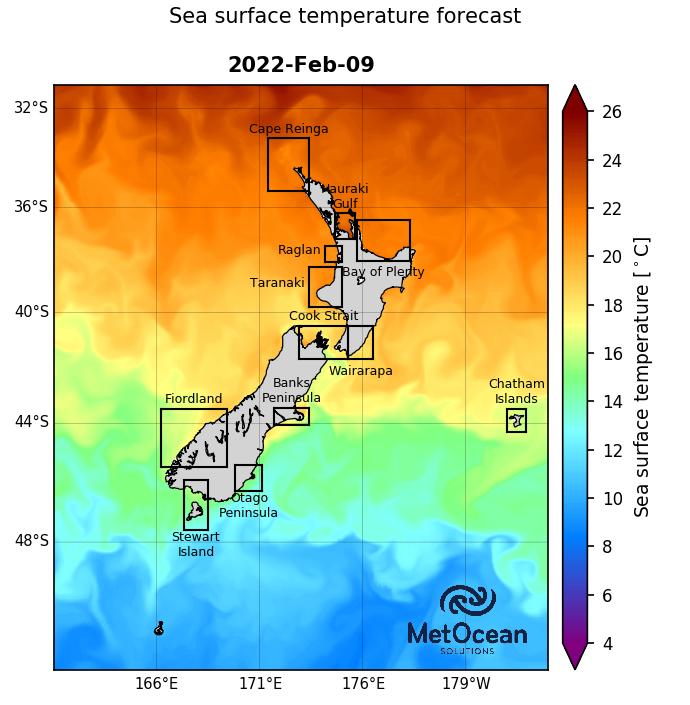 Sea surface temperature forecast
2022-Feb-09
32°S
36°S
40°S
44°S
48°S
166°E
171°E
176°E
179°W
Cape Reinga
Hauraki
Gulf
Raglan
Bay of Plenty
Taranaki
Cook Strait
Wairarapa
Banks
Peninsula
Fiordland
Chatham
Islands
Otago
Peninsula
Stewart
Island
MetOcean
SOLUTIONS
26
24
22
20
18
16
14
12
10
8
6
4
Sea surface temperature [°C]